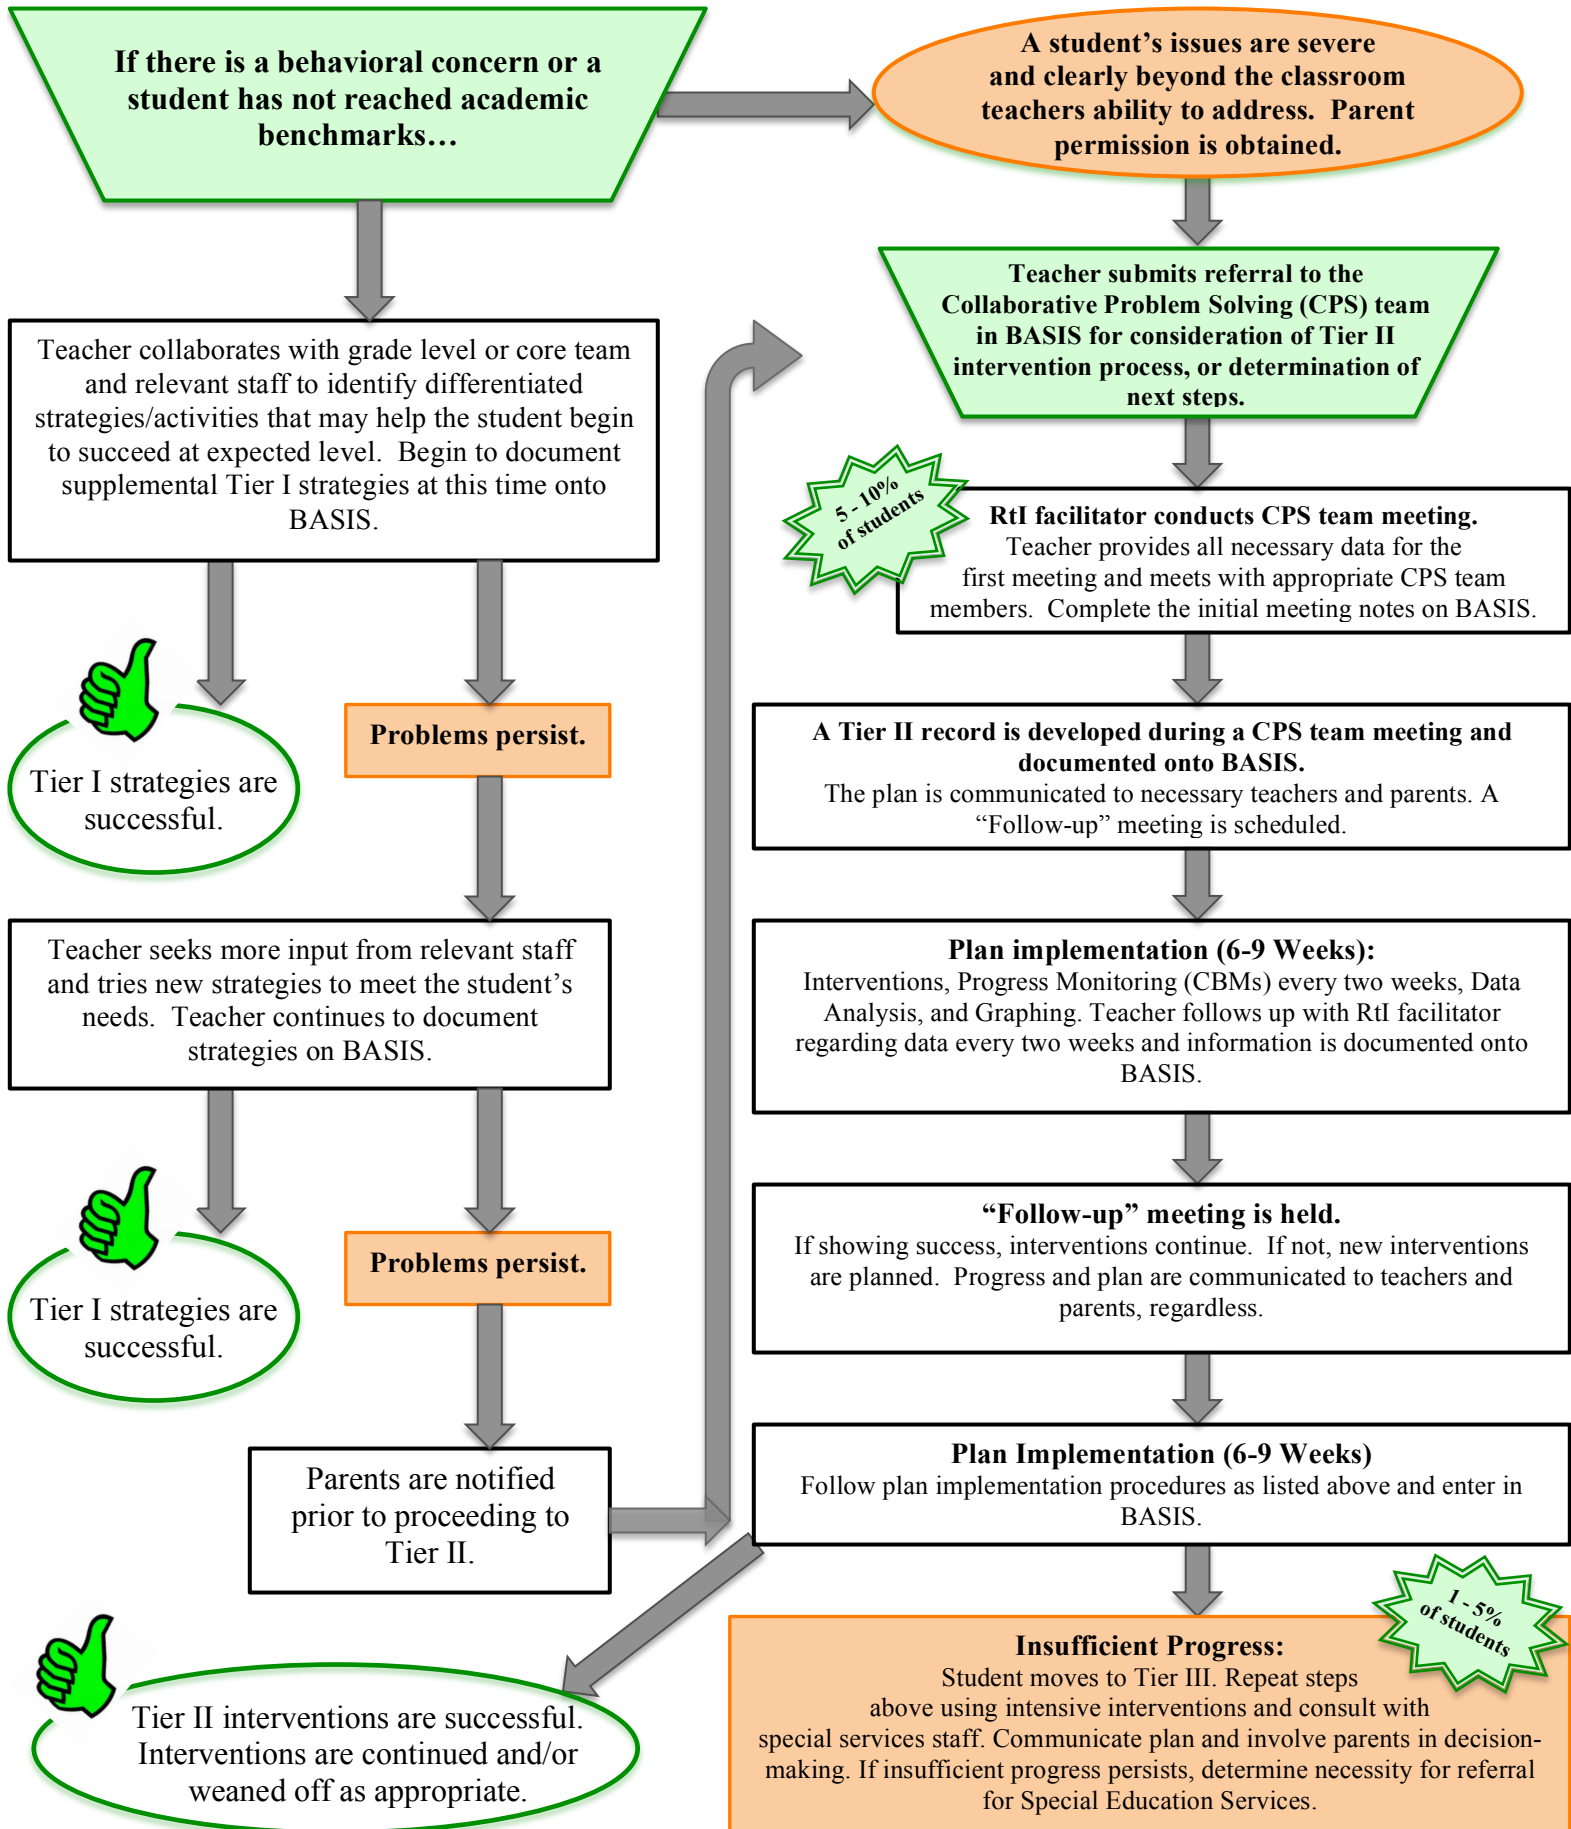 If there is a behavioral concern or a
student has not reached academic
benchmarks…
A student’s issues are severe
and clearly beyond the classroom
teachers ability to address.  Parent
permission is obtained.
Teacher submits referral to the
Collaborative Problem Solving (CPS) team
in BASIS for consideration of Tier II
intervention process, or determination of
next steps.
Teacher collaborates with grade level or core team
and relevant staff to identify differentiated
strategies/activities that may help the student begin
to succeed at expected level.  Begin to document
supplemental Tier I strategies at this time onto
BASIS.
5 - 10%
of students
RtI facilitator conducts CPS team meeting.
Teacher provides all necessary data for the
first meeting and meets with appropriate CPS team
members.  Complete the initial meeting notes on BASIS.
Tier I strategies are
successful.
Problems persist.
A Tier II record is developed during a CPS team meeting and
documented onto BASIS.
The plan is communicated to necessary teachers and parents. A
“Follow-up” meeting is scheduled.
Teacher seeks more input from relevant staff
and tries new strategies to meet the student’s
needs.  Teacher continues to document
strategies on BASIS.
Plan implementation (6-9 Weeks):
Interventions, Progress Monitoring (CBMs) every two weeks, Data
Analysis, and Graphing. Teacher follows up with RtI facilitator
regarding data every two weeks and information is documented onto
BASIS.
Tier I strategies are
successful.
Problems persist.
“Follow-up” meeting is held.
If showing success, interventions continue.  If not, new interventions
are planned.  Progress and plan are communicated to teachers and
parents, regardless.
Parents are notified
prior to proceeding to
Tier II.
Plan Implementation (6-9 Weeks)
Follow plan implementation procedures as listed above and enter in
BASIS.
1 - 5%
of students
Tier II interventions are successful.
Interventions are continued and/or
weaned off as appropriate.
Insufficient Progress:
Student moves to Tier III. Repeat steps
above using intensive interventions and consult with
special services staff. Communicate plan and involve parents in decision-
making. If insufficient progress persists, determine necessity for referral
for Special Education Services.